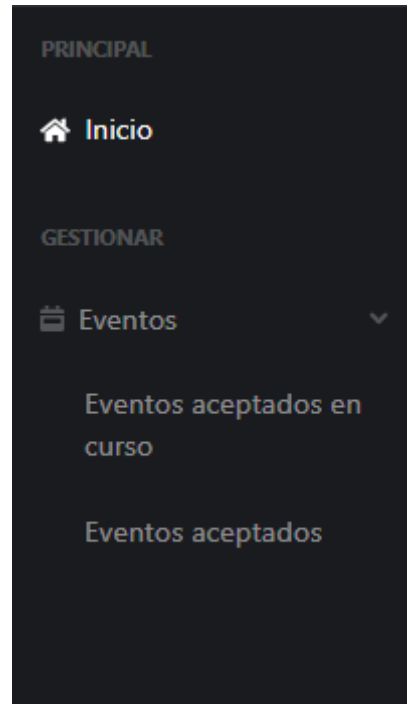 PRINCIPAL
Inicio
GESTIONAR
Eventos
Eventos aceptados en
curso
Eventos aceptados